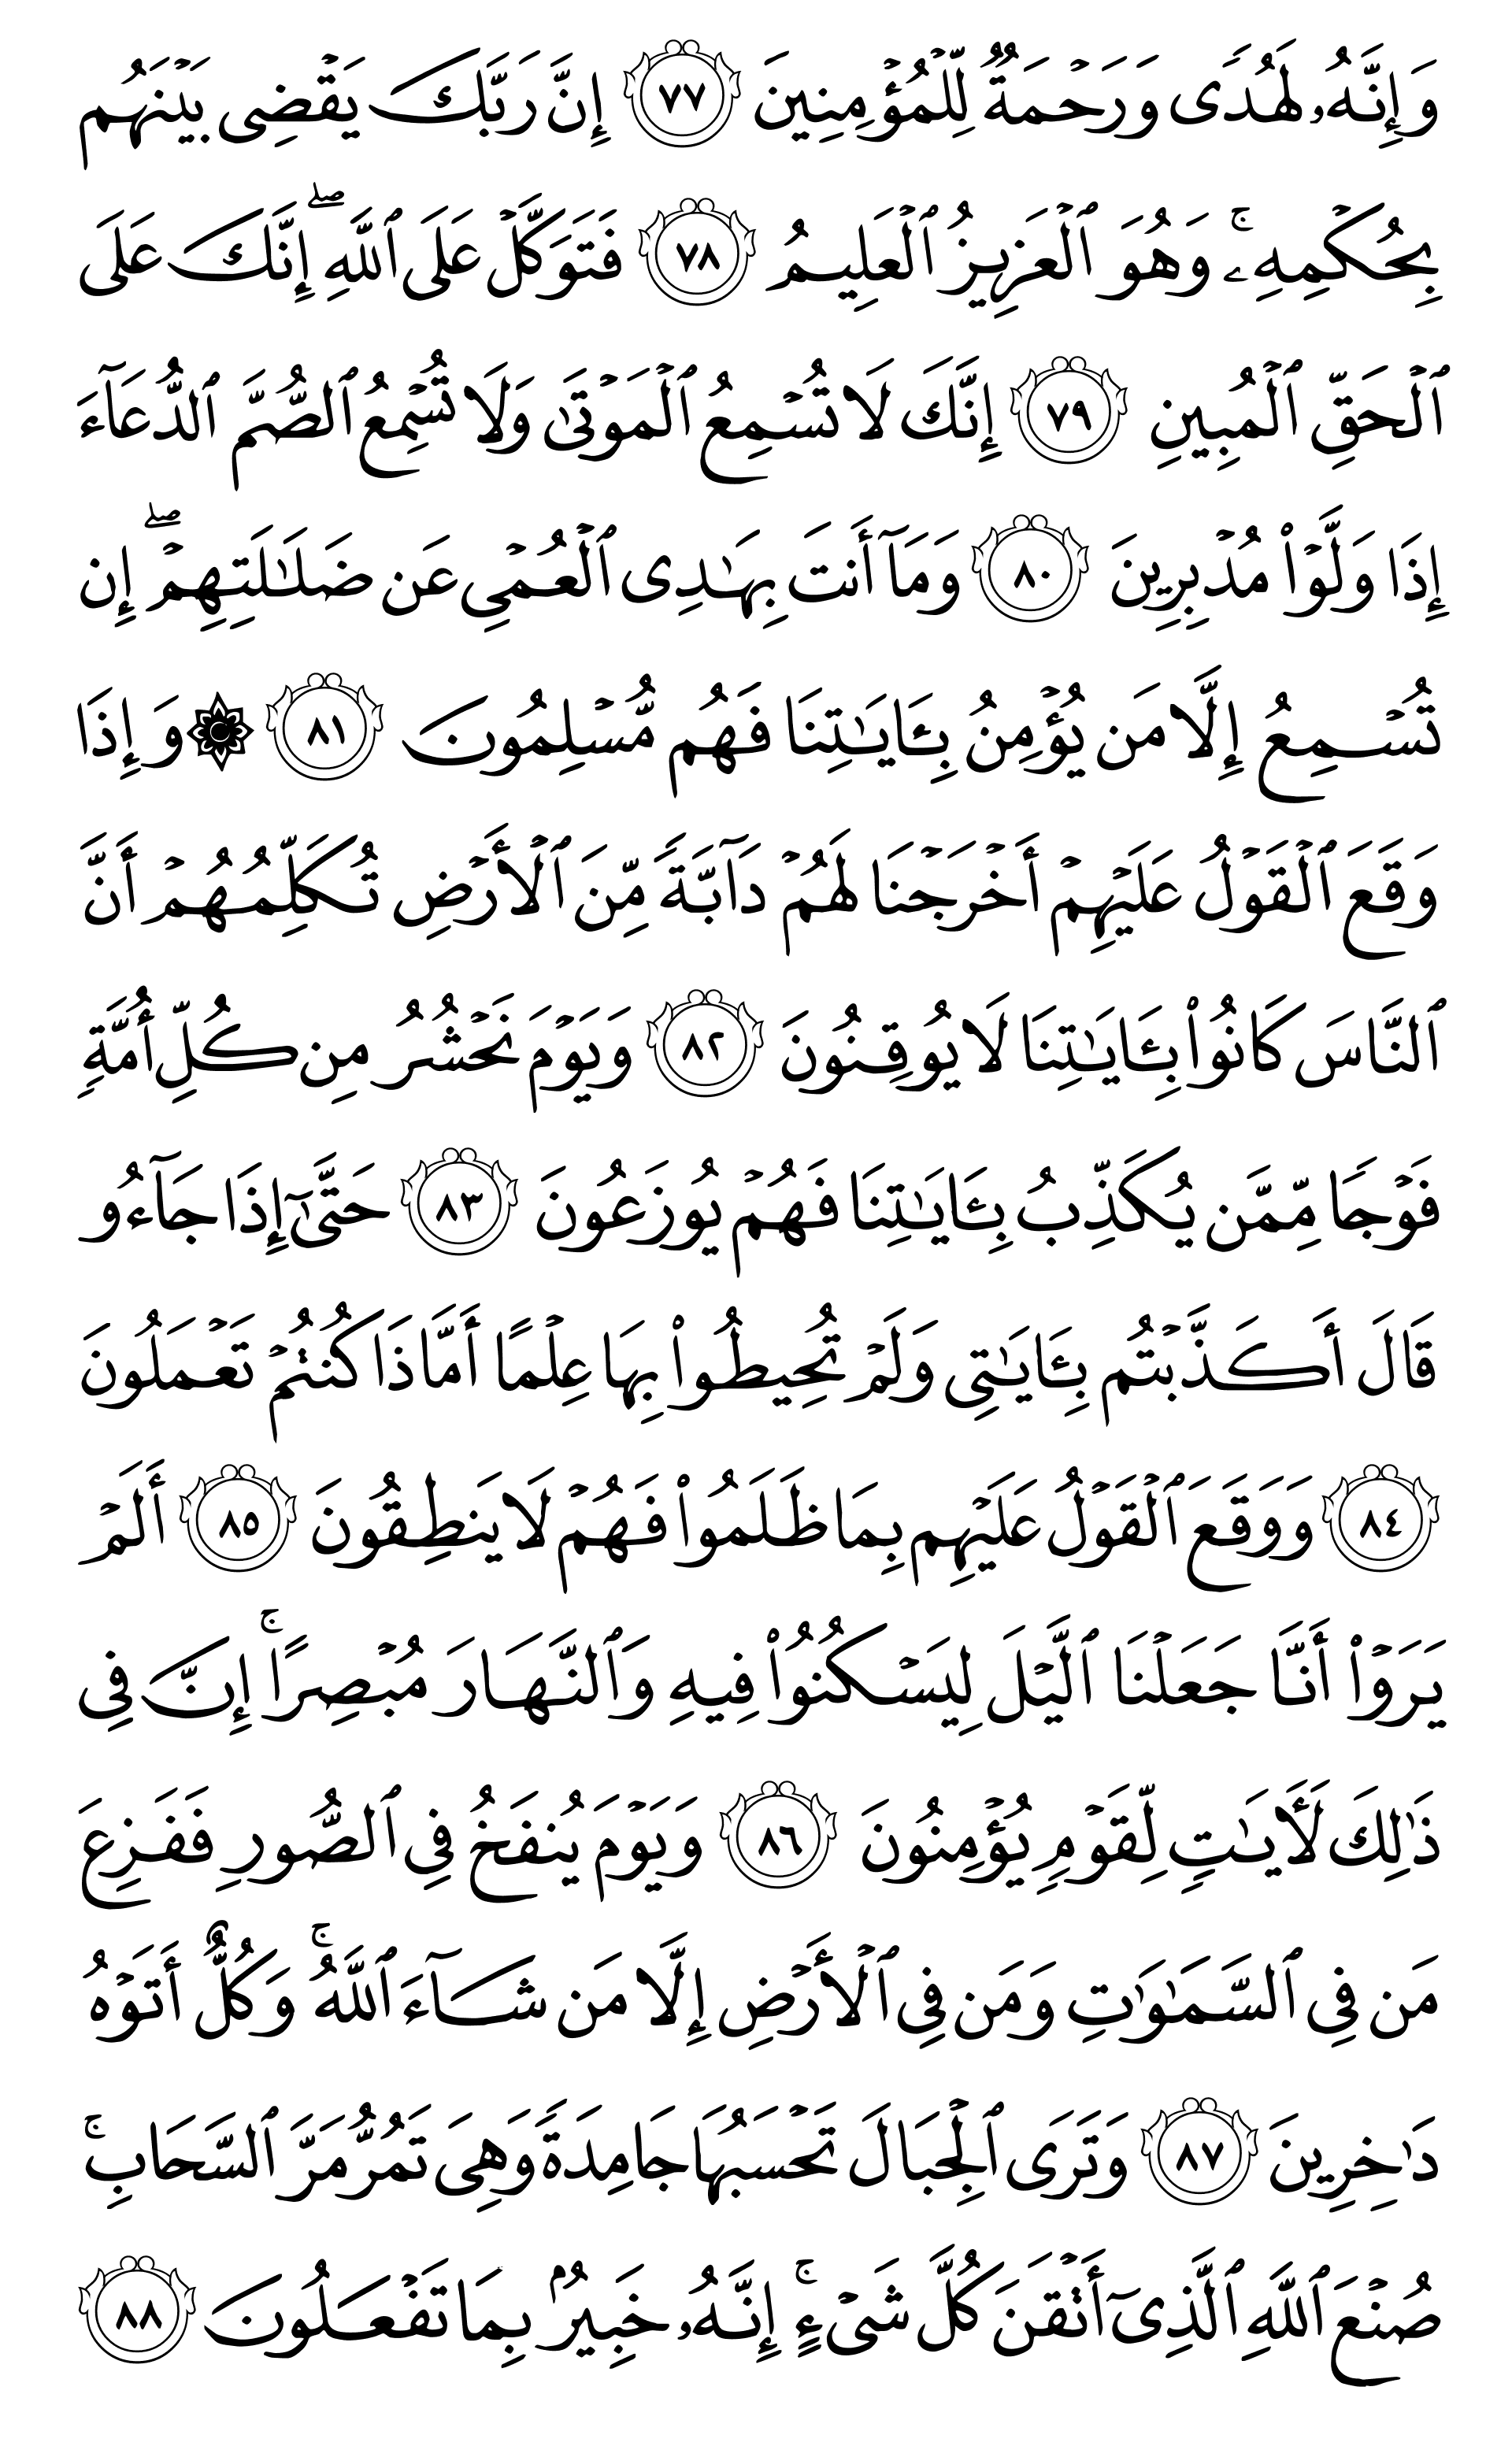 وَإِنَّهُۥ لَهُدًى وَرَحۡمَةٌ لِّلۡمُؤۡمِنِينَ ٧٧ إِنَّ رَبَّكَ يَقۡضِى بَيۡنَهُم
بِحُكۡمِهِۦۚ وَهُوَ ٱلۡعَزِيزُ ٱلۡعَلِيمُ ٧٨ فَتَوَكَّلۡ عَلَى ٱللَّهِۖ إِنَّكَ عَلَى
ٱلۡحَقِّ ٱلۡمُبِينِ ٧٩ إِنَّكَ لَا تُسۡمِعُ ٱلۡمَوۡتَىٰ وَلَا تُسۡمِعُ ٱلصُّمَّ ٱلدُّعَآءَ
إِذَا وَلَّوۡاْ مُدۡبِرِينَ ٨٠ وَمَآ أَنتَ بِهَٰدِى ٱلۡعُمۡىِ عَن ضَلَٰلَتِهِمۡۖ إِن
تُسۡمِعُ إِلَّا مَن يُؤۡمِنُ بِـَٔايَٰتِنَا فَهُم مُّسۡلِمُونَ ٨١ ۞ وَإِذَا
وَقَعَ ٱلۡقَوۡلُ عَلَيۡهِمۡ أَخۡرَجۡنَا لَهُمۡ دَآبَّةً مِّنَ ٱلۡأَرۡضِ تُكَلِّمُهُمۡ أَنَّ
ٱلنَّاسَ كَانُواْ بِـَٔايَٰتِنَا لَا يُوقِنُونَ ٨٢ وَيَوۡمَ نَحۡشُرُ مِن كُلِّ أُمَّةٍ
فَوۡجًا مِّمَّن يُكَذِّبُ بِـَٔايَٰتِنَا فَهُمۡ يُوزَعُونَ ٨٣ حَتَّىٰٓ إِذَا جَآءُو
قَالَ أَكَذَّبۡتُم بِـَٔايَٰتِى وَلَمۡ تُحِيطُواْ بِهَا عِلۡمًا أَمَّاذَا كُنتُمۡ تَعۡمَلُونَ
٨٤ وَوَقَعَ ٱلۡقَوۡلُ عَلَيۡهِم بِمَا ظَلَمُواْ فَهُمۡ لَا يَنطِقُونَ ٨٥ أَلَمۡ
يَرَوۡاْ أَنَّا جَعَلۡنَا ٱلَّيۡلَ لِيَسۡكُنُواْ فِيهِ وَٱلنَّهَارَ مُبۡصِرًاۚ إِنَّ فِى
ذَٰلِكَ لَأٓيَٰتٍ لِّقَوۡمٍ يُؤۡمِنُونَ ٨٦ وَيَوۡمَ يُنفَخُ فِى ٱلصُّورِ فَفَزِعَ
مَن فِى ٱلسَّمَٰوَٰتِ وَمَن فِى ٱلۡأَرۡضِ إِلَّا مَن شَآءَ ٱللَّهُۚ وَكُلٌّ أَتَوۡهُ
دَٰخِرِينَ ٨٧ وَتَرَى ٱلۡجِبَالَ تَحۡسَبُهَا جَامِدَةً وَهِىَ تَمُرُّ مَرَّ ٱلسَّحَابِۚ
صُنۡعَ ٱللَّهِ ٱلَّذِىٓ أَتۡقَنَ كُلَّ شَىۡءٍۚ إِنَّهُۥ خَبِيرُۢ بِمَا تَفۡعَلُونَ ٨٨